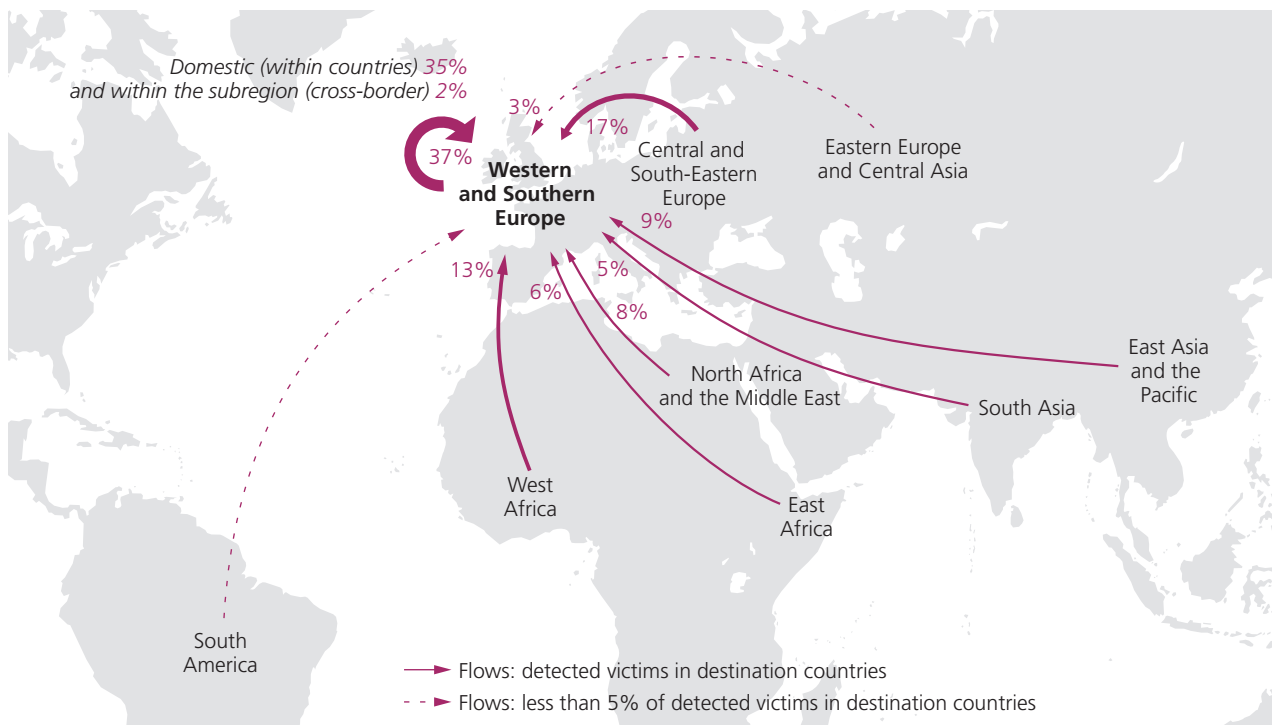 Domestic (within countries) 35%
and within the subregion (cross-border) 2%
3%
17%
37%
Central and
South-Eastern
Europe
Eastern Europe
and Central Asia
Western
and Southern
Europe
9%
13%
5%
6%
8%
East Asia
and the
Pacific
North Africa
and the Middle East
South Asia
West
Africa
East
Africa
South
America
Flows: detected victims in destination countries
Flows: less than 5% of detected victims in destination countries